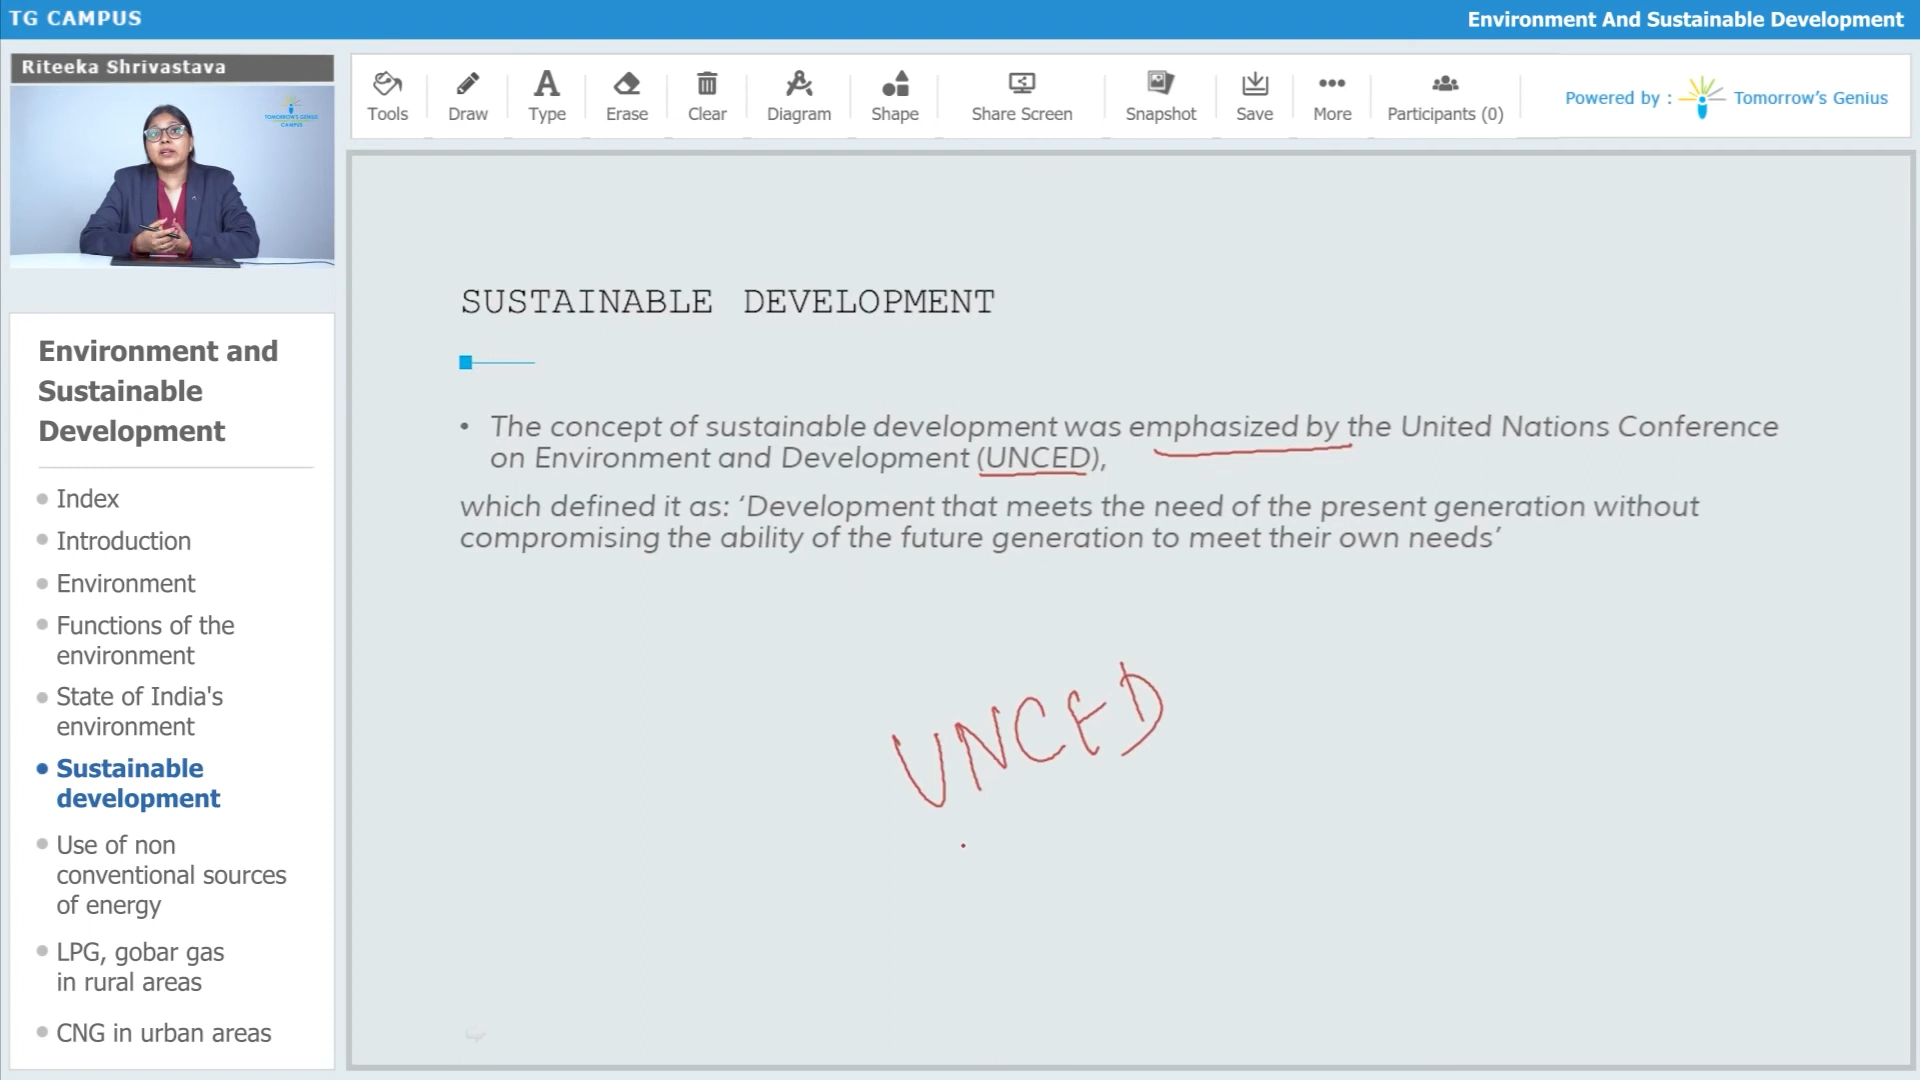 TG CAMPUS
Environment And Sustainable Development
Riteeka Shrivastava
TOMORROW'S GENIUS
CAMPUS
Tools
Draw
Type
Erase
Clear
Diagram
Shape
Share Screen
Snapshot
Save
More
Participants (0)
Powered by :
Tomorrow's Genius
Environment and
Sustainable
Development
Index
Introduction
Environment
Functions of the
environment
State of India's
environment
Sustainable
development
Use of non
conventional sources
of energy
LPG, gobar gas
in rural areas
CNG in urban areas
SUSTAINABLE DEVELOPMENT
• The concept of sustainable development was emphasized by the United Nations Conference
on Environment and Development (UNCED),
which defined it as: ‘Development that meets the need of the present generation without
compromising the ability of the future generation to meet their own needs’
UNCED